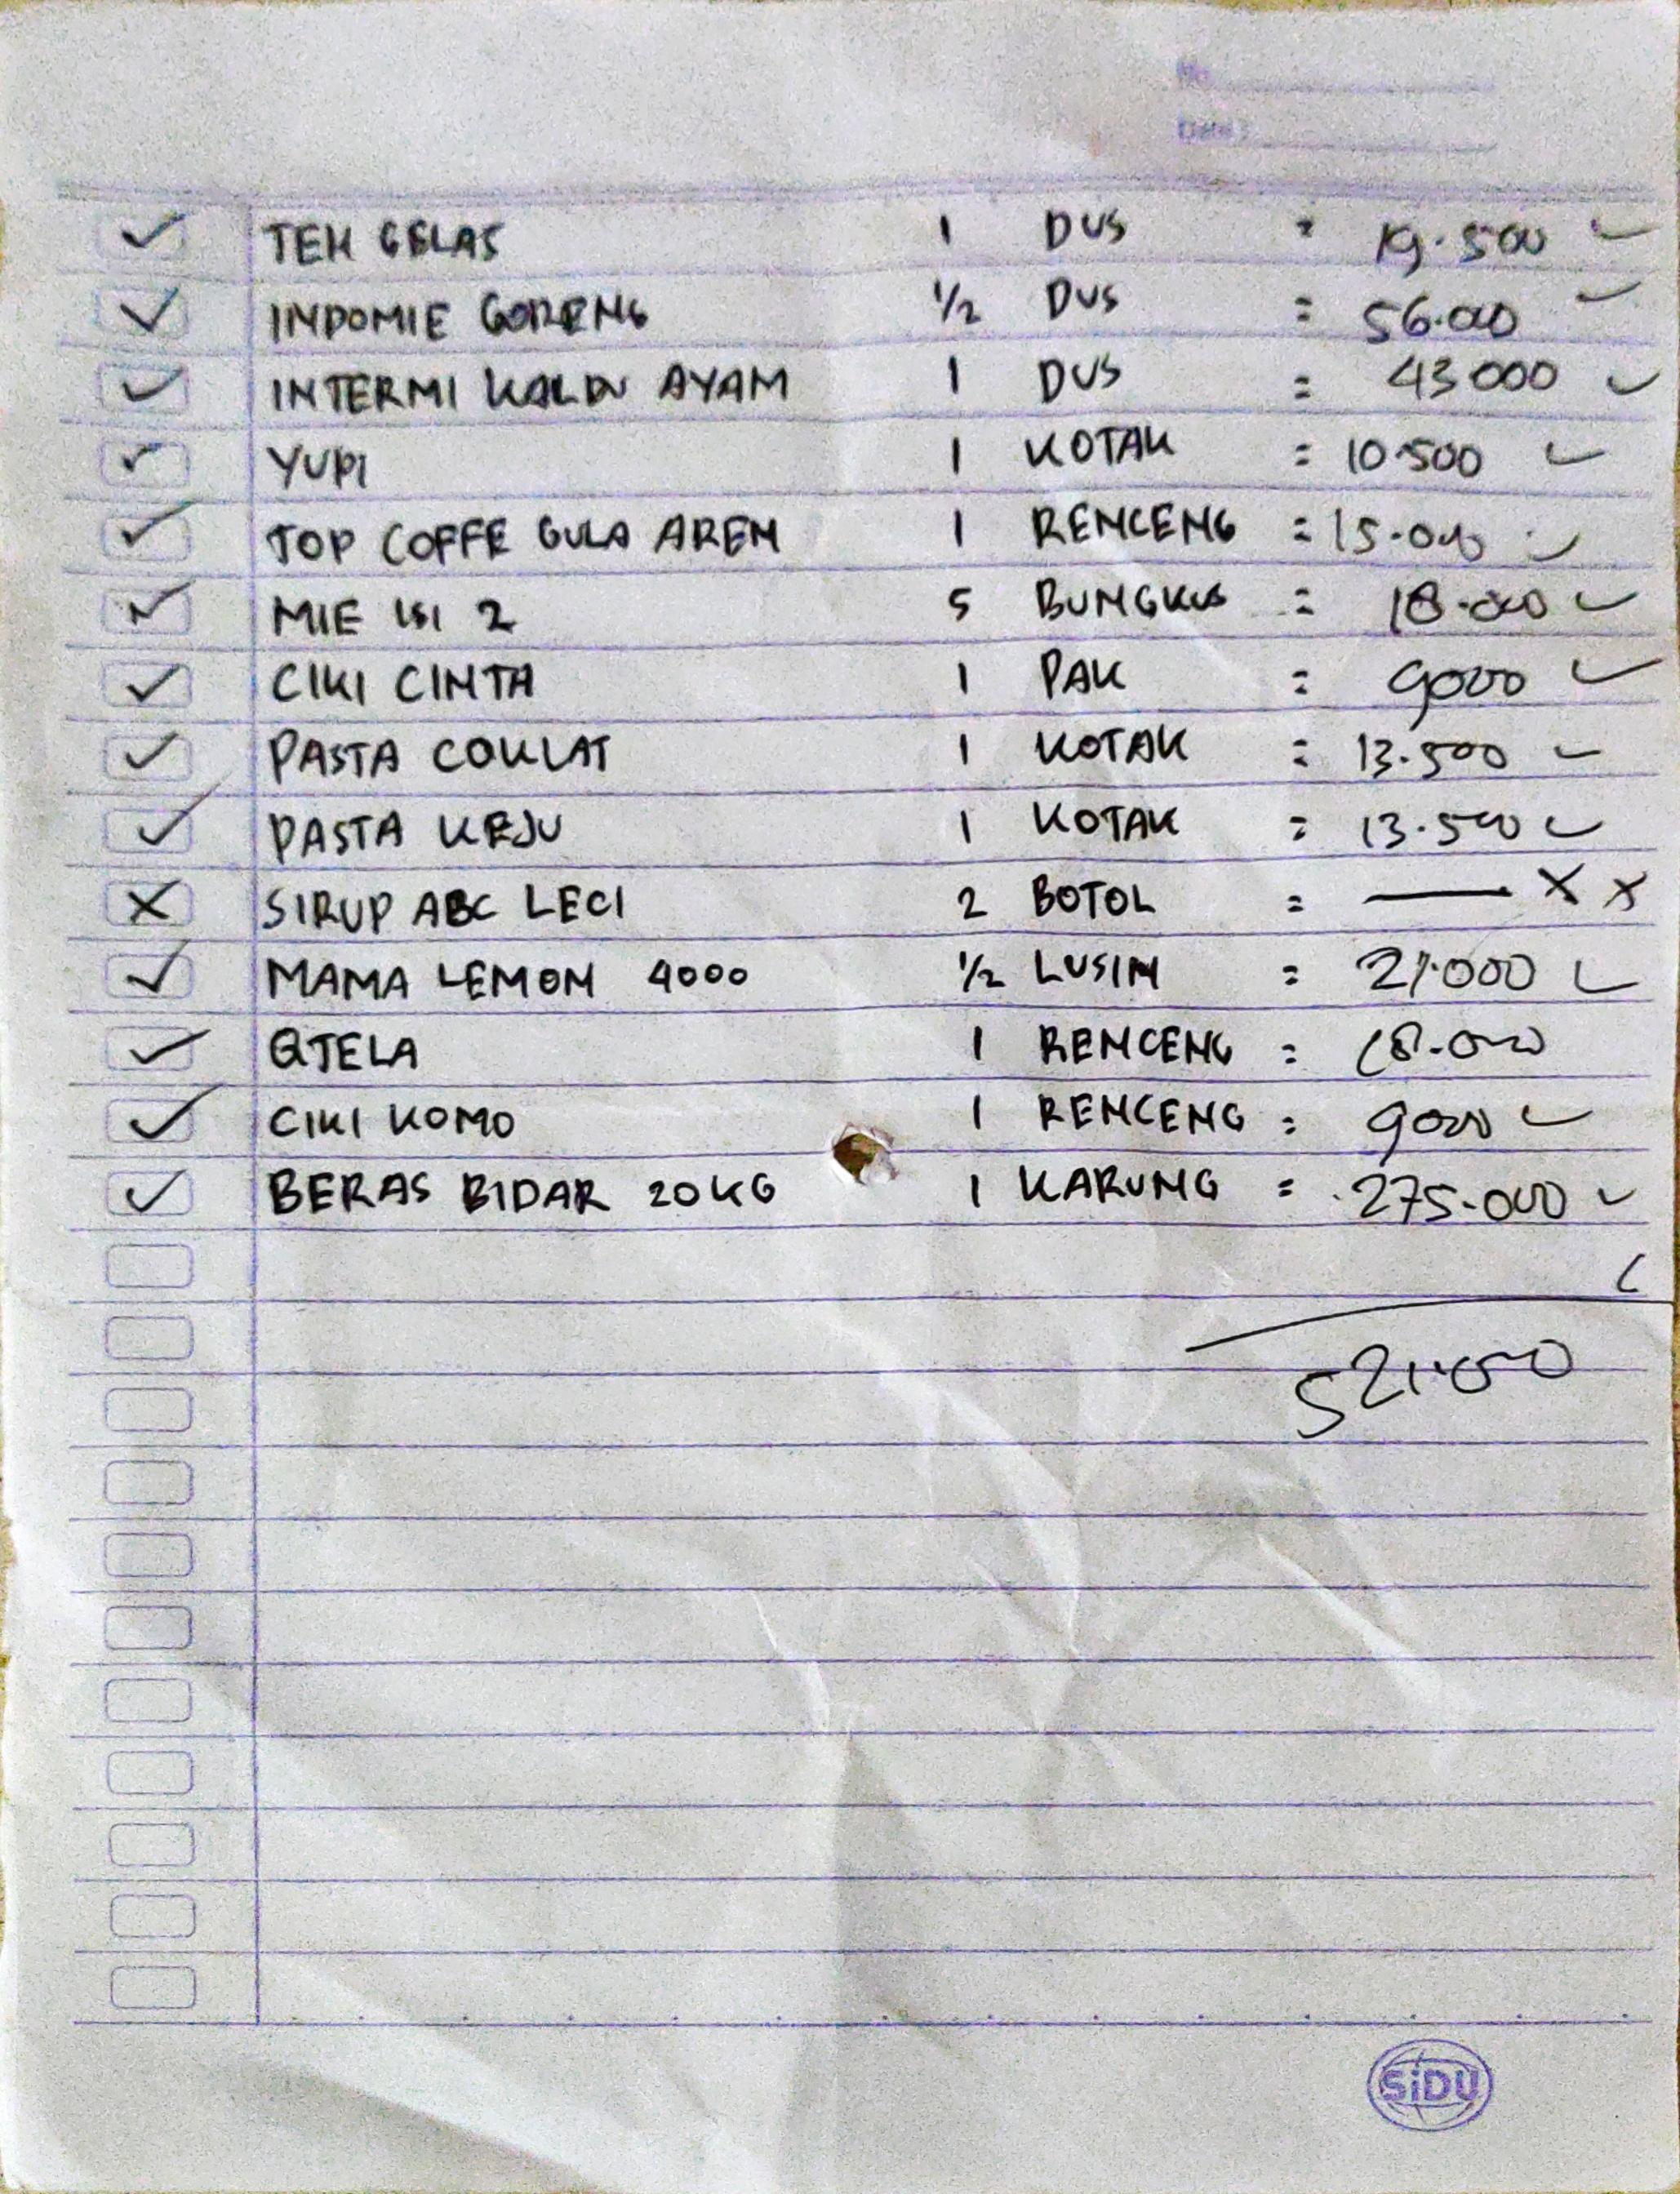 No
Date :
✓ TEH GELAS 1 DUS = 19.500 ✓
✓ INDOMIE GORENG 1/2 DUS = 56.000 ✓
✓ INTERMI KALDU AYAM 1 DUS = 43000 ✓
✓ YUPI 1 KOTAK = 10.500 ✓
✓ TOP COFFE GULA AREN 1 RENCENG = 15.000 ✓
✓ MIE ISI 2 5 BUNGKUS = 18.000 ✓
✓ CIKI CINTA 1 PAK = 9000 ✓
✓ PASTA COKLAT 1 KOTAK = 13.500 ✓
✓ PASTA KEJU 1 KOTAK = 13.500 ✓
X SIRUP ABC LECI 2 BOTOL = — X X
✓ MAMA LEMON 4000 1/2 LUSIN = 21.000 ✓
✓ QTELA 1 RENCENG = 18.000
✓ CIKI KOMO 1 RENCENG = 9000 ✓
✓ BERAS BIDAR 20KG 1 KARUNG = 275.000 ✓
521.000
SiDU